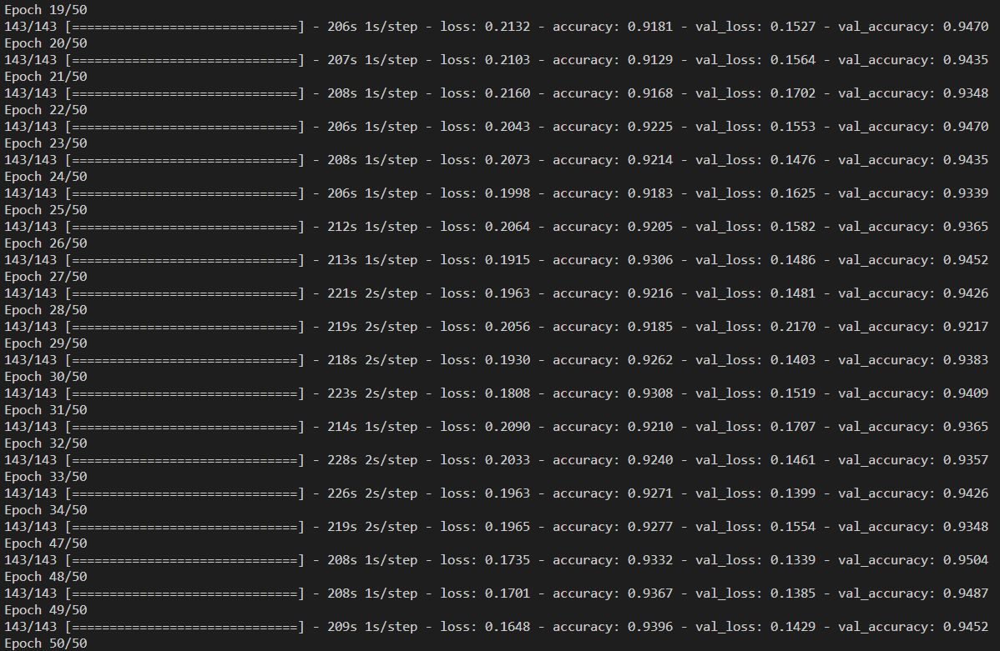 Epoch 19/50
143/143 [==============================] - 206s 1s/step - loss: 0.2132 - accuracy: 0.9181 - val_loss: 0.1527 - val_accuracy: 0.9470
Epoch 20/50
143/143 [==============================] - 207s 1s/step - loss: 0.2103 - accuracy: 0.9129 - val_loss: 0.1564 - val_accuracy: 0.9435
Epoch 21/50
143/143 [==============================] - 208s 1s/step - loss: 0.2160 - accuracy: 0.9168 - val_loss: 0.1702 - val_accuracy: 0.9348
Epoch 22/50
143/143 [==============================] - 206s 1s/step - loss: 0.2043 - accuracy: 0.9225 - val_loss: 0.1553 - val_accuracy: 0.9470
Epoch 23/50
143/143 [==============================] - 208s 1s/step - loss: 0.2073 - accuracy: 0.9214 - val_loss: 0.1476 - val_accuracy: 0.9435
Epoch 24/50
143/143 [==============================] - 206s 1s/step - loss: 0.1998 - accuracy: 0.9183 - val_loss: 0.1625 - val_accuracy: 0.9339
Epoch 25/50
143/143 [==============================] - 212s 1s/step - loss: 0.2064 - accuracy: 0.9205 - val_loss: 0.1582 - val_accuracy: 0.9365
Epoch 26/50
143/143 [==============================] - 213s 1s/step - loss: 0.1915 - accuracy: 0.9306 - val_loss: 0.1486 - val_accuracy: 0.9452
Epoch 27/50
143/143 [==============================] - 221s 2s/step - loss: 0.1963 - accuracy: 0.9216 - val_loss: 0.1481 - val_accuracy: 0.9426
Epoch 28/50
143/143 [==============================] - 219s 2s/step - loss: 0.2056 - accuracy: 0.9185 - val_loss: 0.2170 - val_accuracy: 0.9217
Epoch 29/50
143/143 [==============================] - 218s 2s/step - loss: 0.1930 - accuracy: 0.9262 - val_loss: 0.1403 - val_accuracy: 0.9383
Epoch 30/50
143/143 [==============================] - 223s 2s/step - loss: 0.1808 - accuracy: 0.9308 - val_loss: 0.1519 - val_accuracy: 0.9409
Epoch 31/50
143/143 [==============================] - 214s 1s/step - loss: 0.2090 - accuracy: 0.9210 - val_loss: 0.1707 - val_accuracy: 0.9365
Epoch 32/50
143/143 [==============================] - 228s 2s/step - loss: 0.2033 - accuracy: 0.9240 - val_loss: 0.1461 - val_accuracy: 0.9357
Epoch 33/50
143/143 [==============================] - 226s 2s/step - loss: 0.1963 - accuracy: 0.9271 - val_loss: 0.1399 - val_accuracy: 0.9426
Epoch 34/50
143/143 [==============================] - 219s 2s/step - loss: 0.1965 - accuracy: 0.9277 - val_loss: 0.1554 - val_accuracy: 0.9348
Epoch 47/50
143/143 [==============================] - 208s 1s/step - loss: 0.1735 - accuracy: 0.9332 - val_loss: 0.1339 - val_accuracy: 0.9504
Epoch 48/50
143/143 [==============================] - 208s 1s/step - loss: 0.1701 - accuracy: 0.9367 - val_loss: 0.1385 - val_accuracy: 0.9487
Epoch 49/50
143/143 [==============================] - 209s 1s/step - loss: 0.1648 - accuracy: 0.9396 - val_loss: 0.1429 - val_accuracy: 0.9452
Epoch 50/50